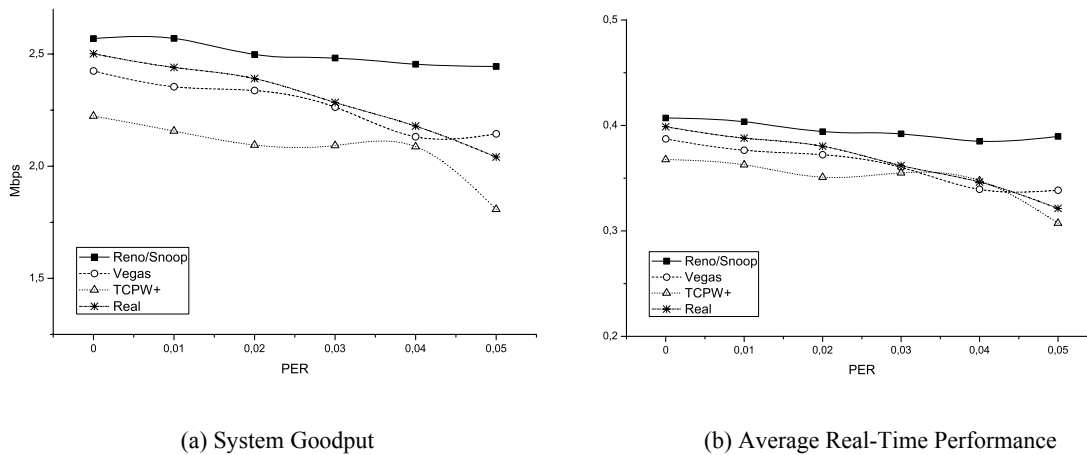 2,5
2,0
1,5
Mbps
0
0,01
0,02
0,03
0,04
0,05
PER
Reno/Snoop
Vegas
TCPW+
Real
(a) System Goodput
0,5
0,4
0,3
0,2
0
0,01
0,02
0,03
0,04
0,05
PER
Reno/Snoop
Vegas
TCPW+
Real
(b) Average Real-Time Performance